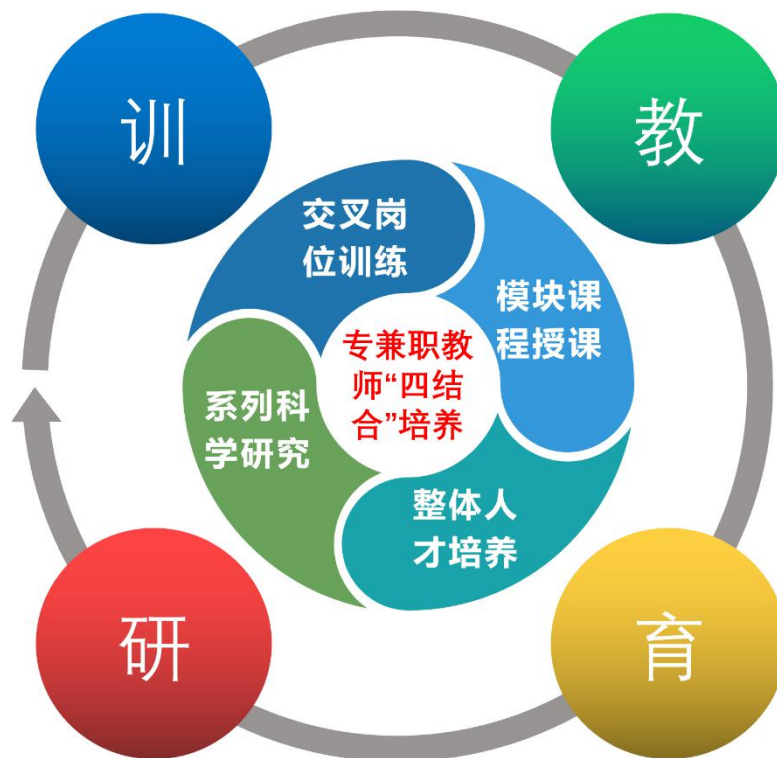 训
教
交叉岗
位训练
模块课
程授课
专兼职教
师“四结
合”培养
系列科
学研究
整体人
才培养
研
育